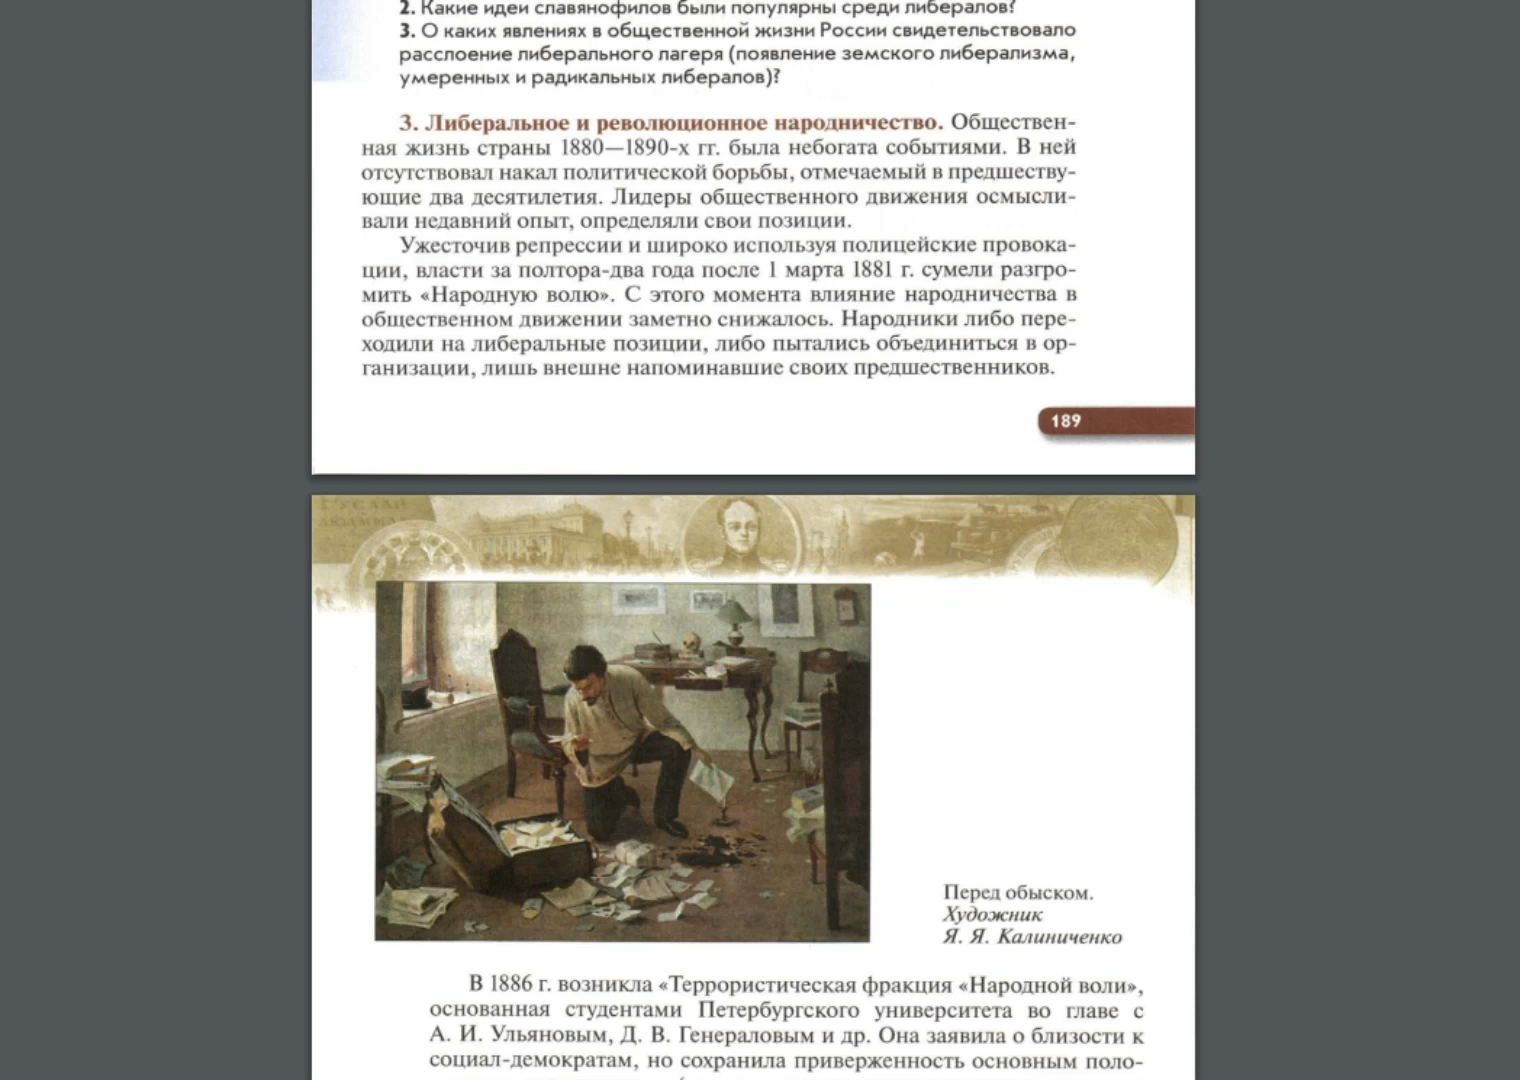 2. Какие идеи славянофилов были популярны среди либералов?
3. О каких явлениях в общественной жизни России свидетельствовало
расслоение либерального лагеря (появление земского либерализма,
умеренных и радикальных либералов)?
3. Либеральное и революционное народничество. Обществен-
ная жизнь страны 1880—1890-х гг. была небогата событиями. В ней
отсутствовал накал политической борьбы, отмечаемый в предшеству-
ющие два десятилетия. Лидеры общественного движения осмысли-
вали недавний опыт, определяли свои позиции.
Ужесточив репрессии и широко используя полицейские провока-
ции, власти за полтора-два года после 1 марта 1881 г. сумели разгро-
мить «Народную волю». С этого момента влияние народничества в
общественном движении заметно снижалось. Народники либо пере-
ходили на либеральные позиции, либо пытались объединиться в ор-
ганизации, лишь внешне напоминавшие своих предшественников.
189
Перед обыском.
Художник
Я. Я. Калиниченко
В 1886 г. возникла «Террористическая фракция «Народной воли»,
основанная студентами Петербургского университета во главе с
А. И. Ульяновым, Д. В. Генераловым и др. Она заявила о близости к
социал-демократам, но сохранила приверженность основным поло-